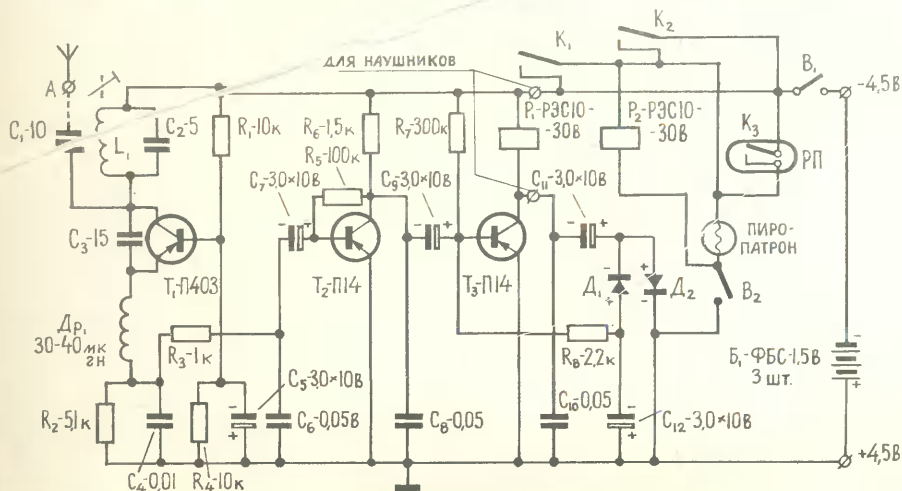 К₁
К₂
ДЛЯ НАУШНИКОВ
В₁
-4,5В
А
С₁-10
L₁
С₂-5
R₁-10к
R₆-1,5к
R₇-300к
Р₁-РЭС10-
-30В
Р₂-РЭС10-
-30В
К₃
РП
R₅-100к
С₇-3,0×10В
С₉-3,0×10В
С₁₁-3,0×10В
С₃-15
Т₁-П403
Т₂-П14
Т₃-П14
Д₁
Д₂
ПИРО-
ПАТРОН
В₂
Др₁
30-40мк
гн
R₃-1к
R₈-2,2к
Б₁-ФБС-1,5В
3 шт.
R₂-5,1к
С₅-3,0×10В
С₆-0,05В
С₈-0,05
С₁₀-0,05
С₁₂-3,0×10В
С₄-0,01
R₄-10к
+4,5В